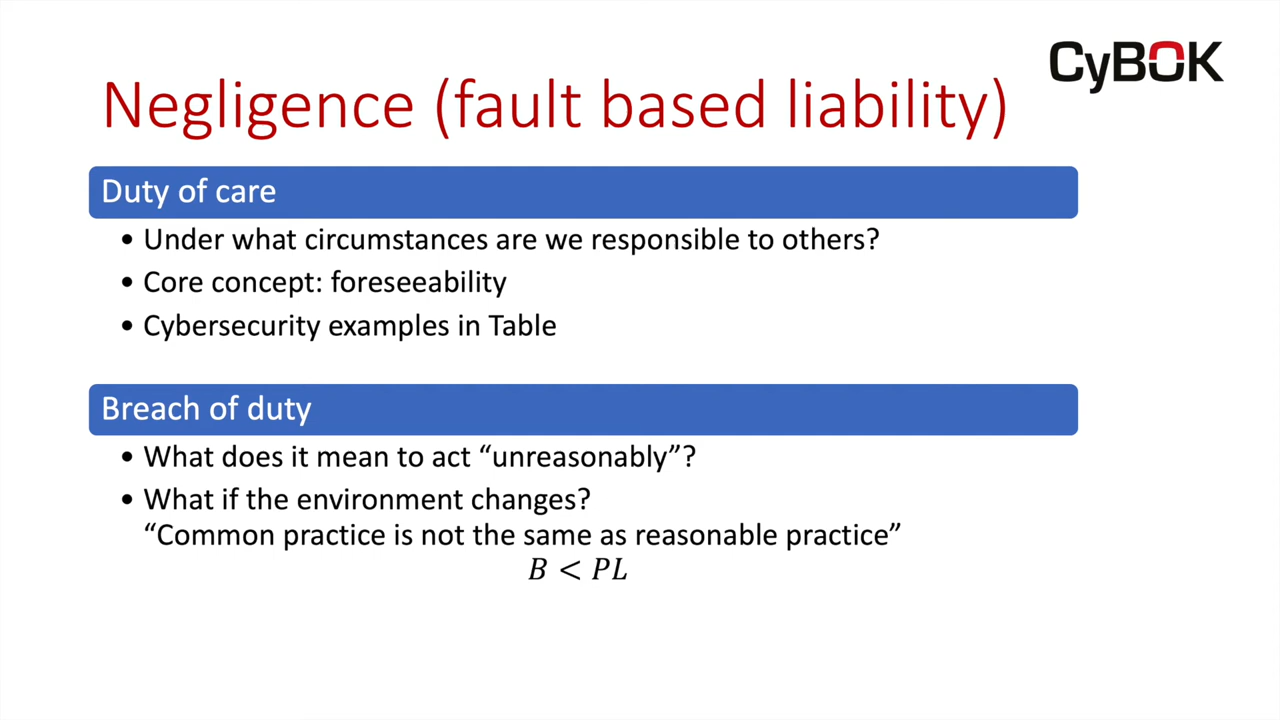 CyBOK
Negligence (fault based liability)
Duty of care
• Under what circumstances are we responsible to others?
• Core concept: foreseeability
• Cybersecurity examples in Table
Breach of duty
• What does it mean to act “unreasonably”?
• What if the environment changes?
“Common practice is not the same as reasonable practice”
B < PL